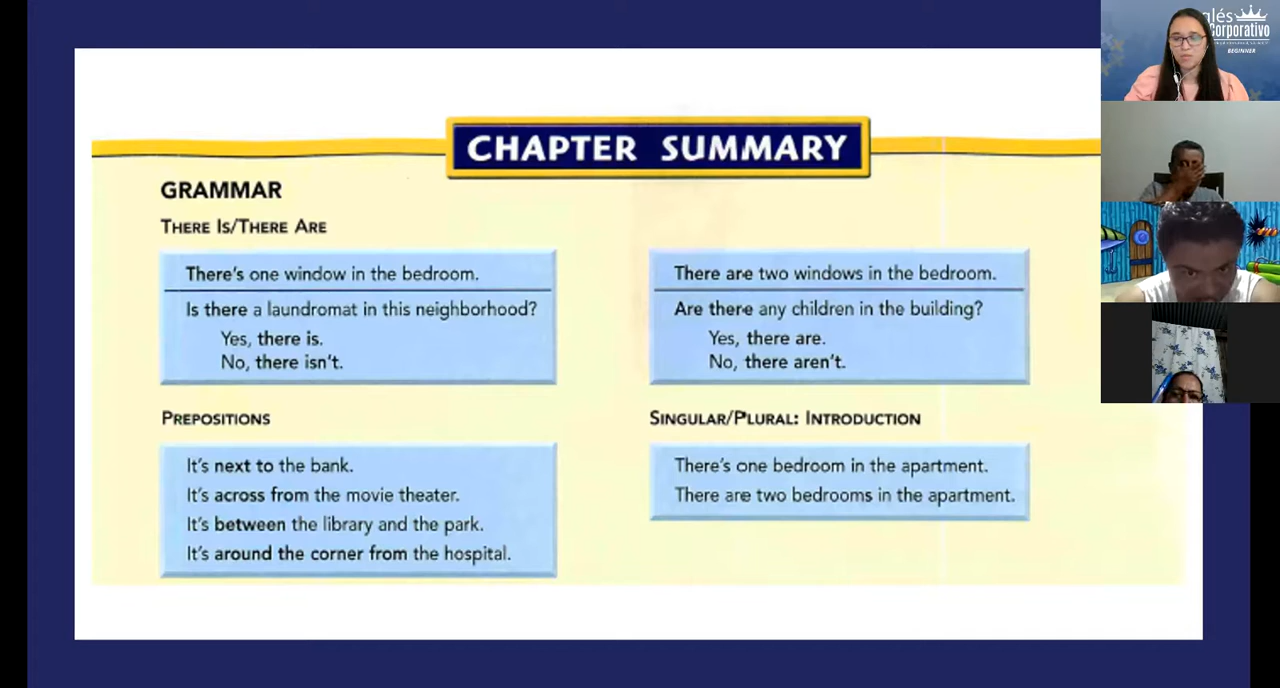 CHAPTER SUMMARY
GRAMMAR
THERE IS/THERE ARE
There's one window in the bedroom.
Is there a laundromat in this neighborhood?
Yes, there is.
No, there isn't.
There are two windows in the bedroom.
Are there any children in the building?
Yes, there are.
No, there aren't.
PREPOSITIONS
It's next to the bank.
It's across from the movie theater.
It's between the library and the park.
It's around the corner from the hospital.
SINGULAR/PLURAL: INTRODUCTION
There's one bedroom in the apartment.
There are two bedrooms in the apartment.
glés
Corporativo
BEGINNER